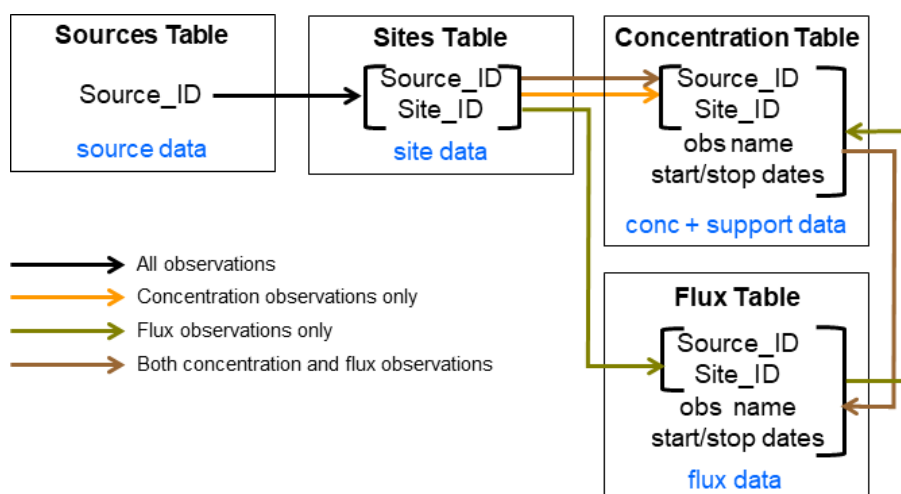 Sources Table
Source_ID
source data
Sites Table
Source_ID
Site_ID
site data
Concentration Table
Source_ID
Site_ID
obs name
start/stop dates
conc + support data
All observations
Concentration observations only
Flux observations only
Both concentration and flux observations
Flux Table
Source_ID
Site_ID
obs name
start/stop dates
flux data